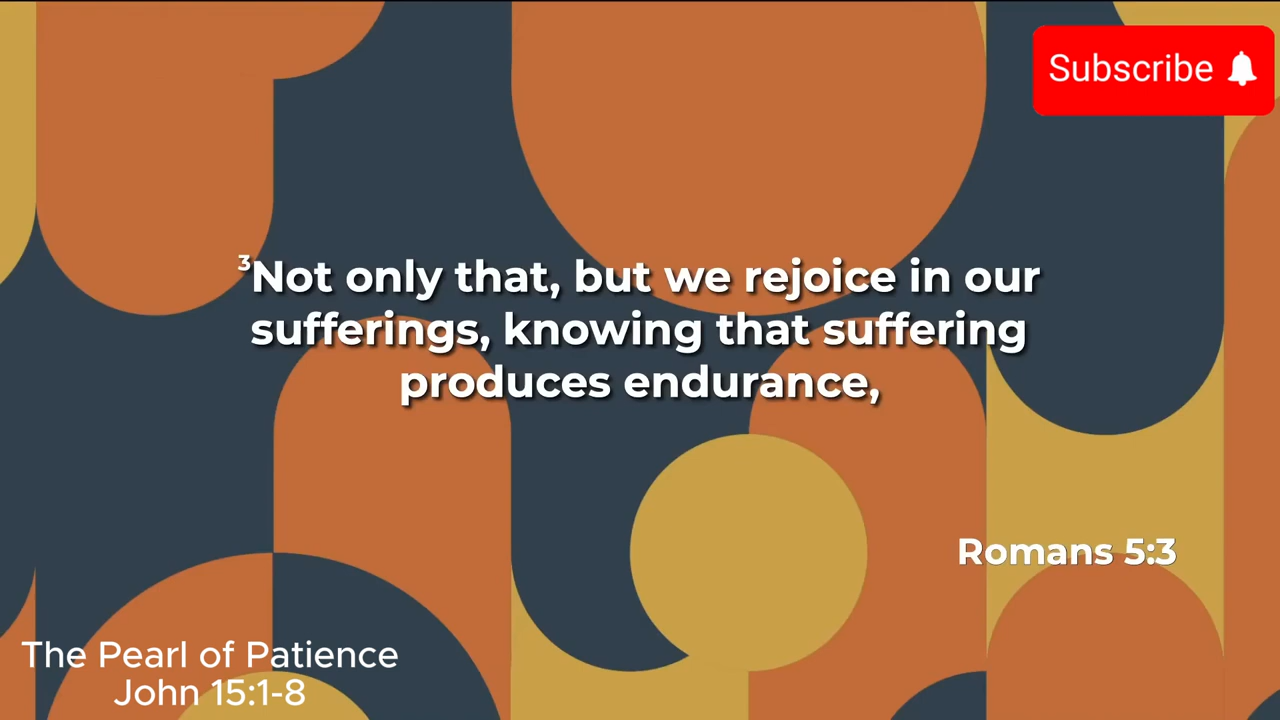 Subscribe
³Not only that, but we rejoice in our
sufferings, knowing that suffering
produces endurance,
Romans 5:3
The Pearl of Patience
John 15:1-8